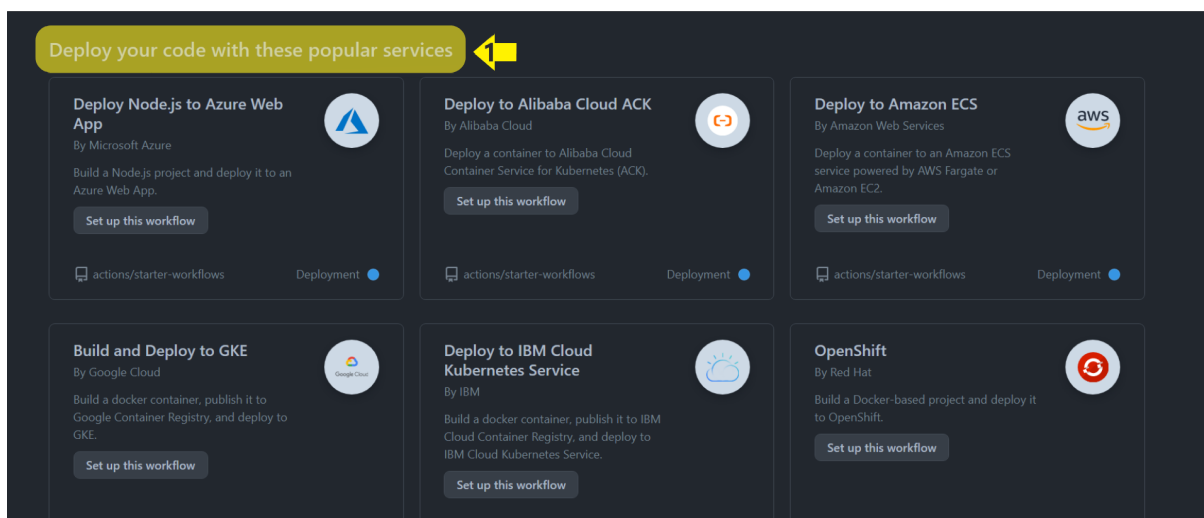 Deploy your code with these popular services
1
Deploy Node.js to Azure Web
App
By Microsoft Azure
Build a Node.js project and deploy it to an
Azure Web App.
Set up this workflow
actions/starter-workflows
Deployment
Deploy to Alibaba Cloud ACK
By Alibaba Cloud
Deploy a container to Alibaba Cloud
Container Service for Kubernetes (ACK).
Set up this workflow
actions/starter-workflows
Deployment
Deploy to Amazon ECS
By Amazon Web Services
aws
Deploy a container to an Amazon ECS
service powered by AWS Fargate or
Amazon EC2.
Set up this workflow
actions/starter-workflows
Deployment
Build and Deploy to GKE
By Google Cloud
Google Cloud
Build a docker container, publish it to
Google Container Registry, and deploy to
GKE.
Set up this workflow
Deploy to IBM Cloud
Kubernetes Service
By IBM
Build a docker container, publish it to IBM
Cloud Container Registry, and deploy to
IBM Cloud Kubernetes Service.
Set up this workflow
OpenShift
By Red Hat
Build a Docker-based project and deploy it
to OpenShift.
Set up this workflow